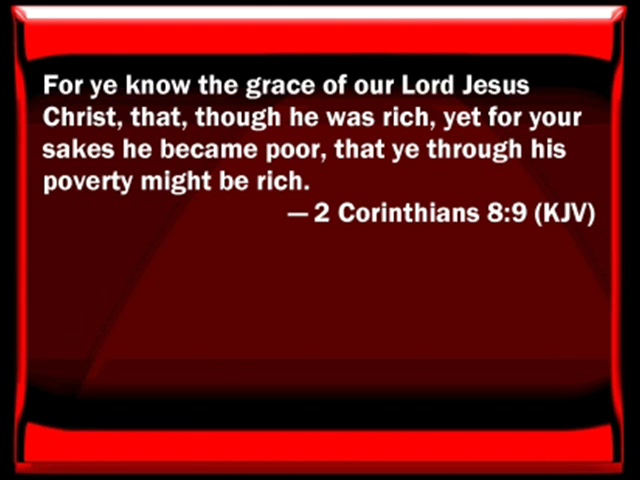 For ye know the grace of our Lord Jesus
Christ, that, though he was rich, yet for your
sakes he became poor, that ye through his
poverty might be rich.
— 2 Corinthians 8:9 (KJV)